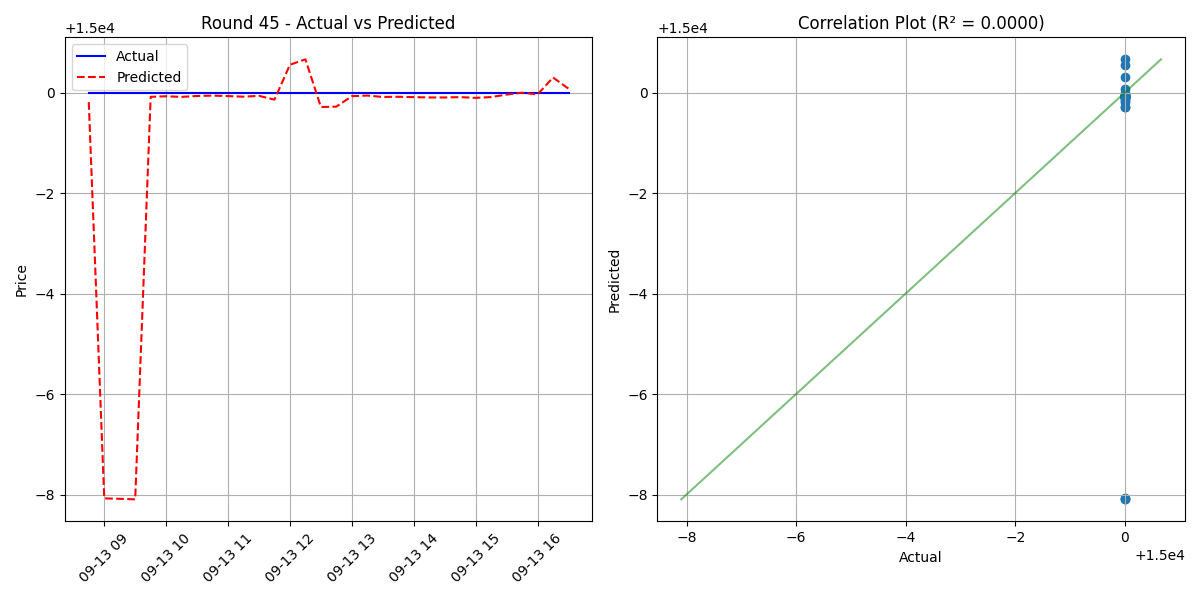 Round 45 - Actual vs Predicted
+1.5e4
Actual
Predicted
0
−2
−4
−6
−8
Price
09-13 09
09-13 10
09-13 11
09-13 12
09-13 13
09-13 14
09-13 15
09-13 16
Correlation Plot (R² = 0.0000)
+1.5e4
0
−2
−4
−6
−8
Predicted
−8
−6
−4
−2
0
+1.5e4
Actual